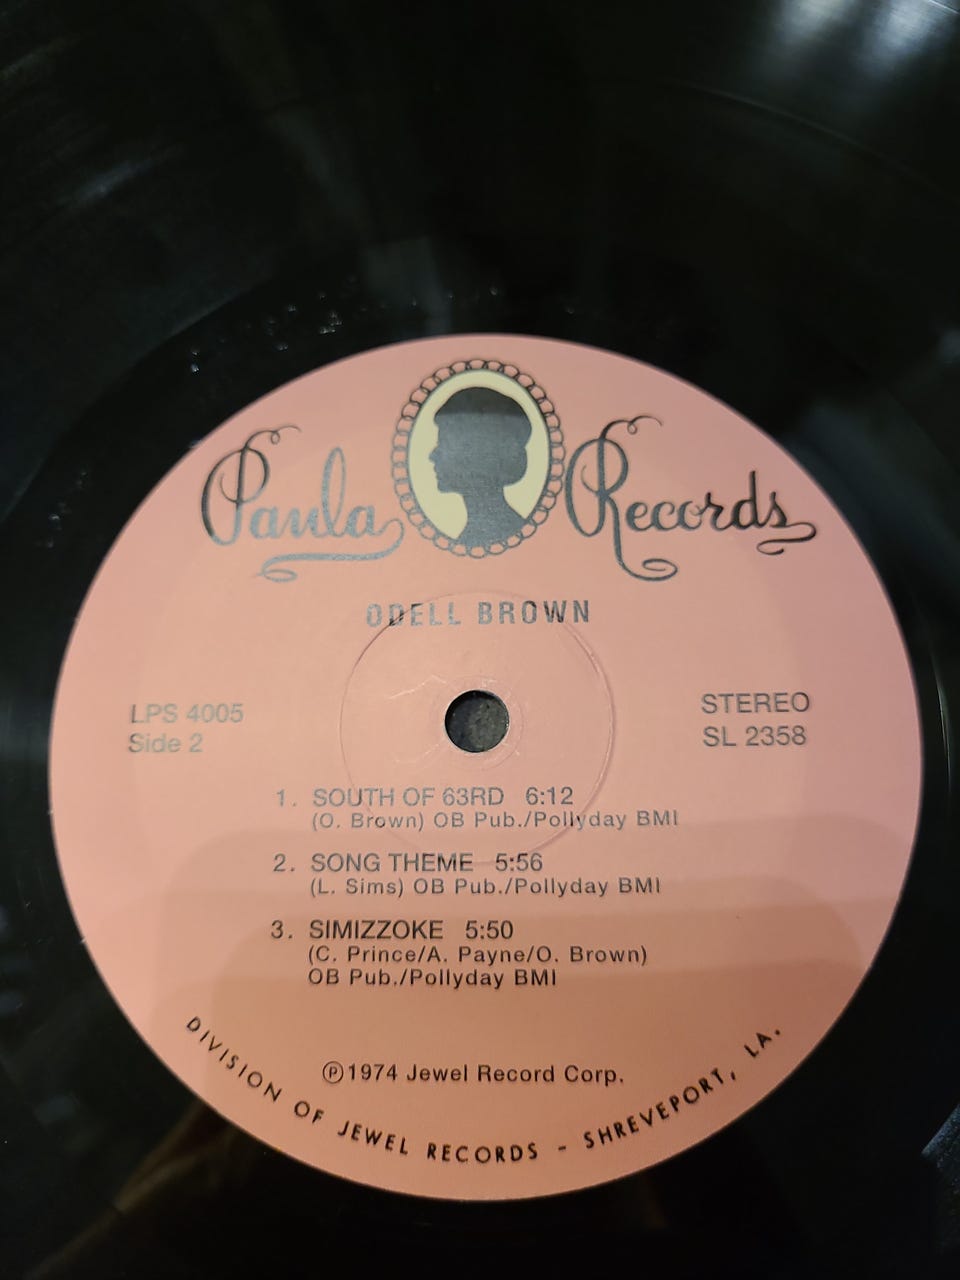 Paula Records
ODELL BROWN
LPS 4005
Side 2
STEREO
SL 2358
1. SOUTH OF 63RD 6:12
(O. Brown) OB Pub./Pollyday BMI
2. SONG THEME 5:56
(L. Sims) OB Pub./Pollyday BMI
3. SIMIZZOKE 5:50
(C. Prince/A. Payne/O. Brown)
OB Pub./Pollyday BMI
℗1974 Jewel Record Corp.
DIVISION OF JEWEL RECORDS - SHREVEPORT, LA.